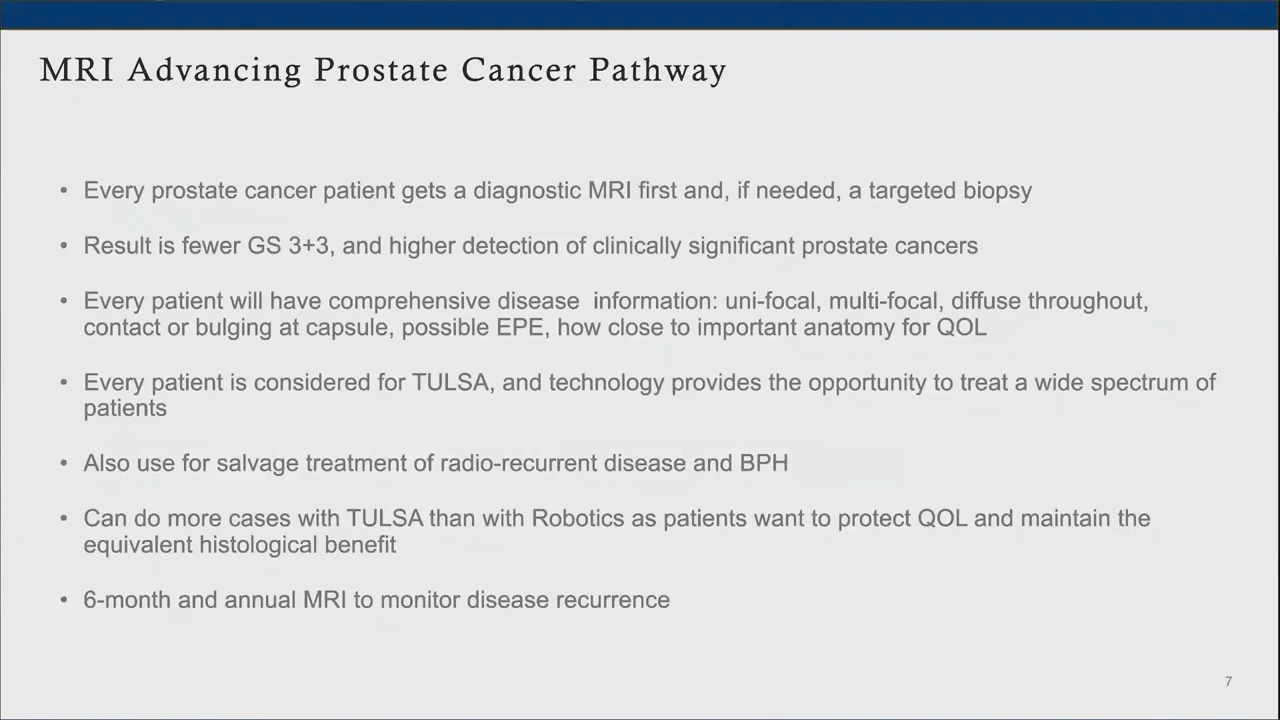 MRI Advancing Prostate Cancer Pathway
• Every prostate cancer patient gets a diagnostic MRI first and, if needed, a targeted biopsy
• Result is fewer GS 3+3, and higher detection of clinically significant prostate cancers
• Every patient will have comprehensive disease  information: uni-focal, multi-focal, diffuse throughout,
contact or bulging at capsule, possible EPE, how close to important anatomy for QOL
• Every patient is considered for TULSA, and technology provides the opportunity to treat a wide spectrum of
patients
• Also use for salvage treatment of radio-recurrent disease and BPH
• Can do more cases with TULSA than with Robotics as patients want to protect QOL and maintain the
equivalent histological benefit
• 6-month and annual MRI to monitor disease recurrence
7